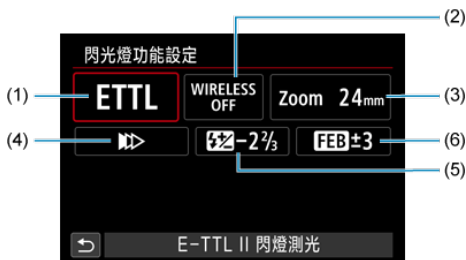 (2)
閃光燈功能設定
(1) ETTL WIRELESS OFF Zoom 24mm (3)
(4) −2⅔ FEB±3 (6)
(5)
E-TTL II 閃燈測光